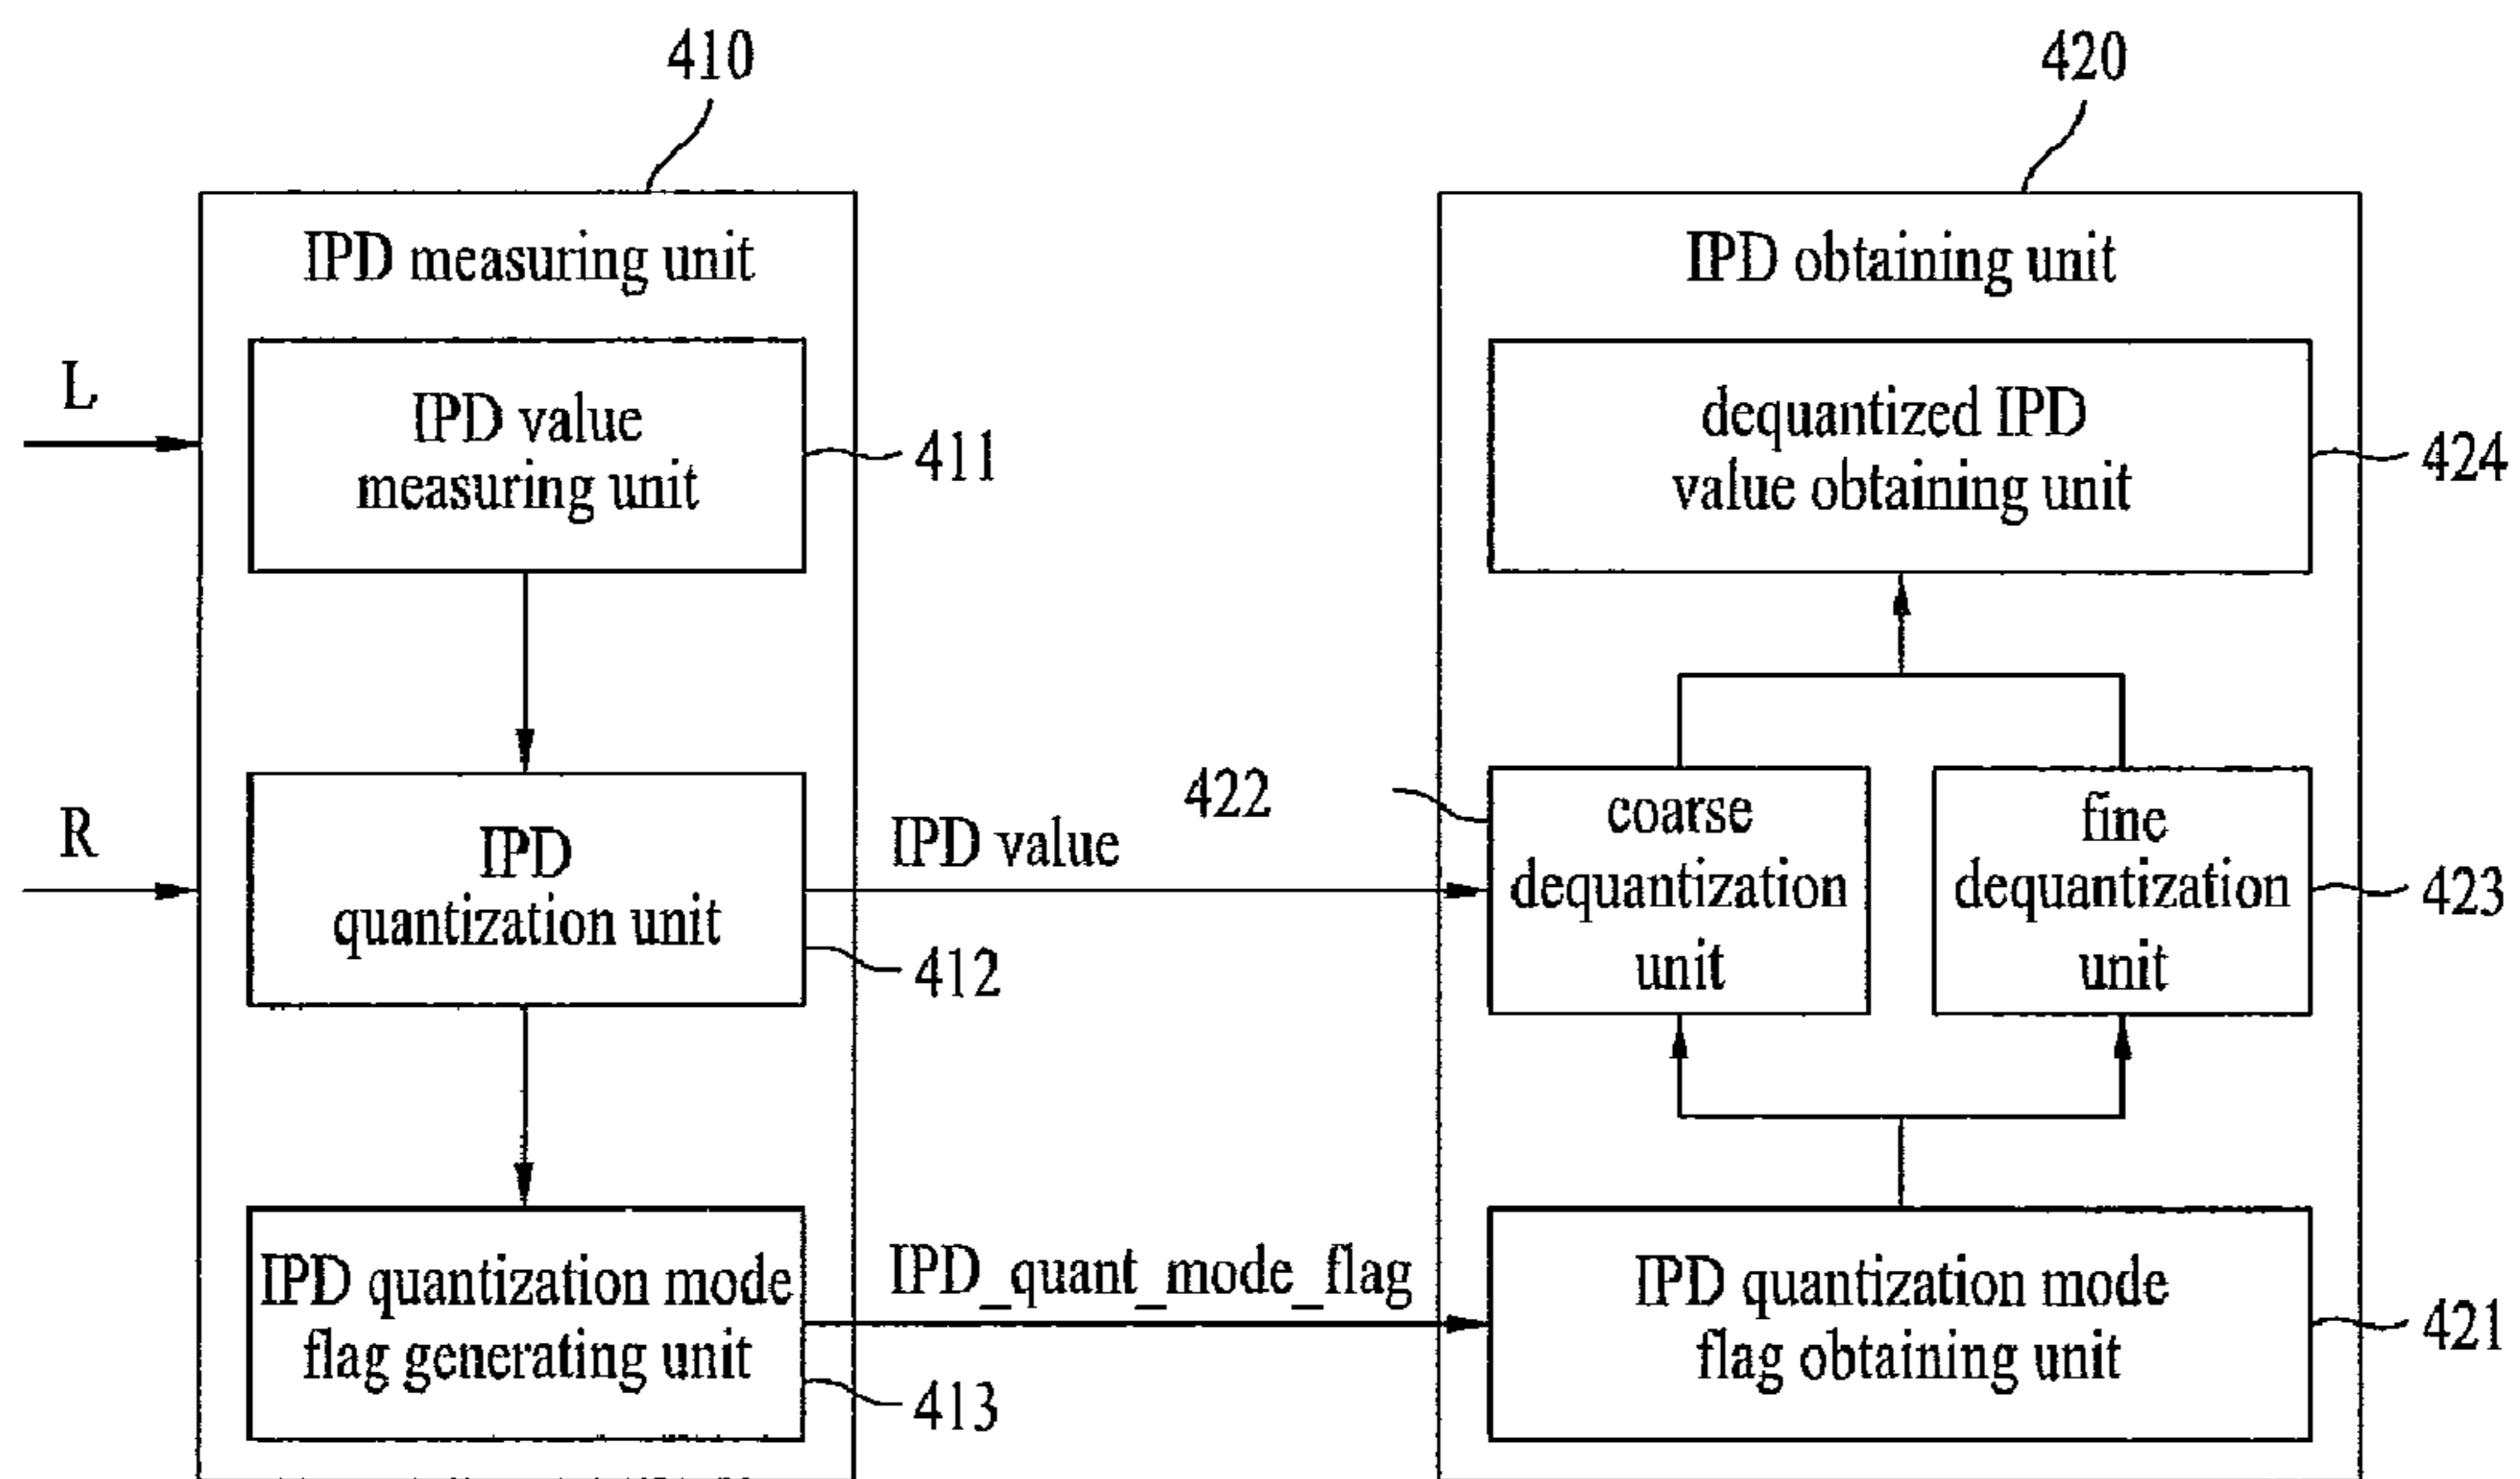 410
420
IPD measuring unit
IPD obtaining unit
L
IPD value
measuring unit
411
dequantized IPD
value obtaining unit
424
R
IPD
quantization unit
412
IPD value
422
coarse
dequantization
unit
fine
dequantization
unit
423
IPD quantization mode
flag generating unit
413
IPD_quant_mode_flag
IPD quantization mode
flag obtaining unit
421